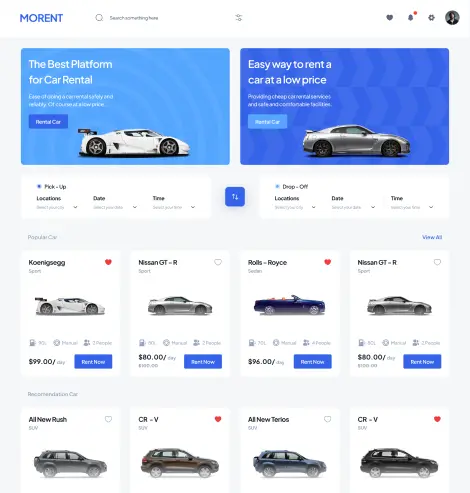 MORENT
Search something here
The Best Platform
for Car Rental
Ease of doing a car rental safely and
reliably. Of course at a low price.
Rental Car
Easy way to rent a
car at a low price
Providing cheap car rental services
and safe and comfortable facilities.
Rental Car
Pick - Up
Locations Date Time
Select your city Select your date Select your time
Drop - Off
Locations Date Time
Select your city Select your date Select your time
Popular Car
View All
Koenigsegg
Sport
90L Manual 2 People
$99.00/ day
Rent Now
Nissan GT - R
Sport
80L Manual 2 People
$80.00/ day
Rent Now
Rolls - Royce
Sedan
70L Manual 4 People
$96.00/ day
Rent Now
Nissan GT - R
Sport
80L Manual 2 People
$80.00/ day
$100.00
Rent Now
Recomendation Car
All New Rush
SUV
CR - V
SUV
All New Terios
SUV
CR - V
SUV